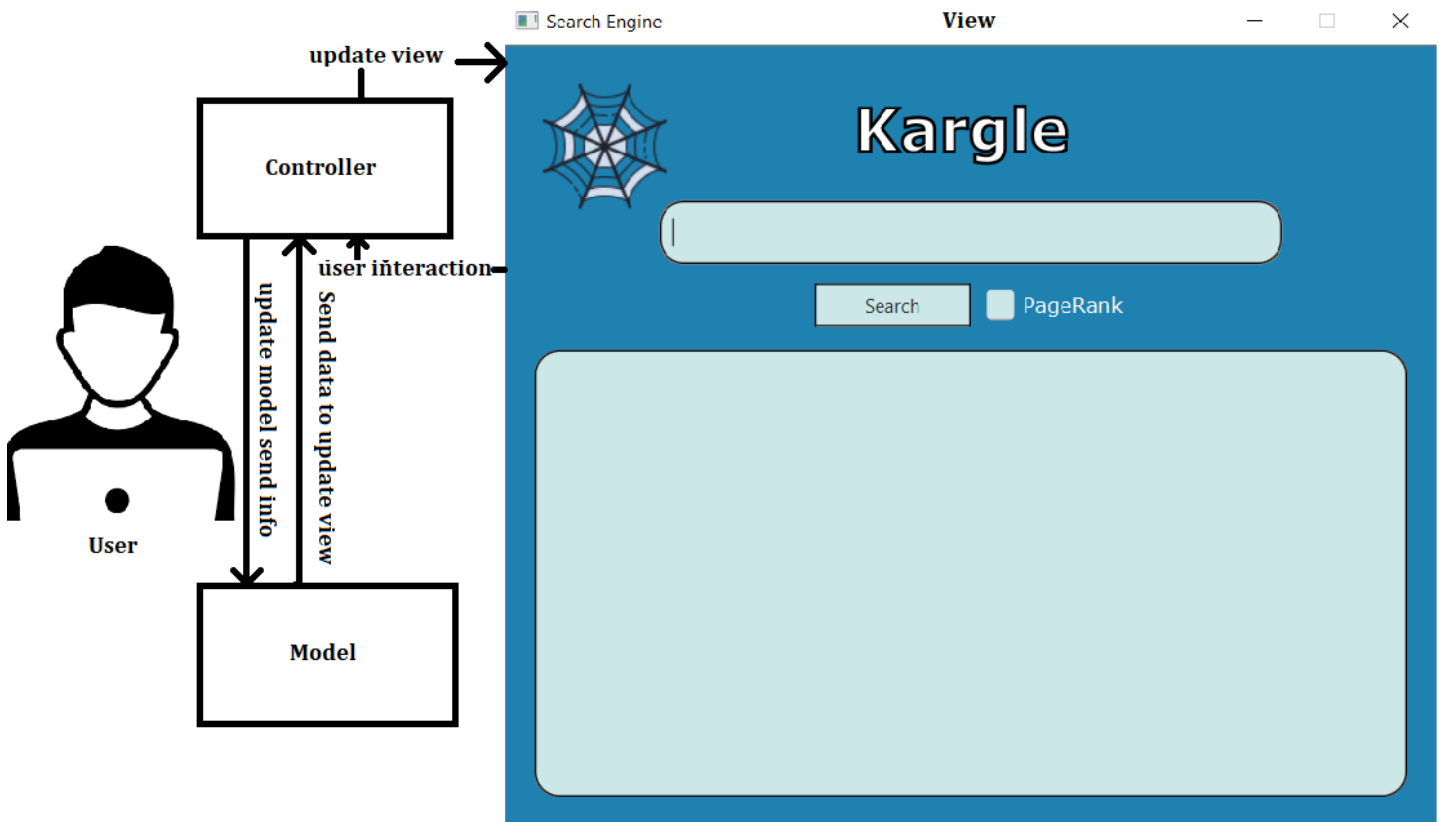 Search Engine
View
update view
Kargle
Controller
user interaction
Search
PageRank
update model send info
Send data to update view
User
Model